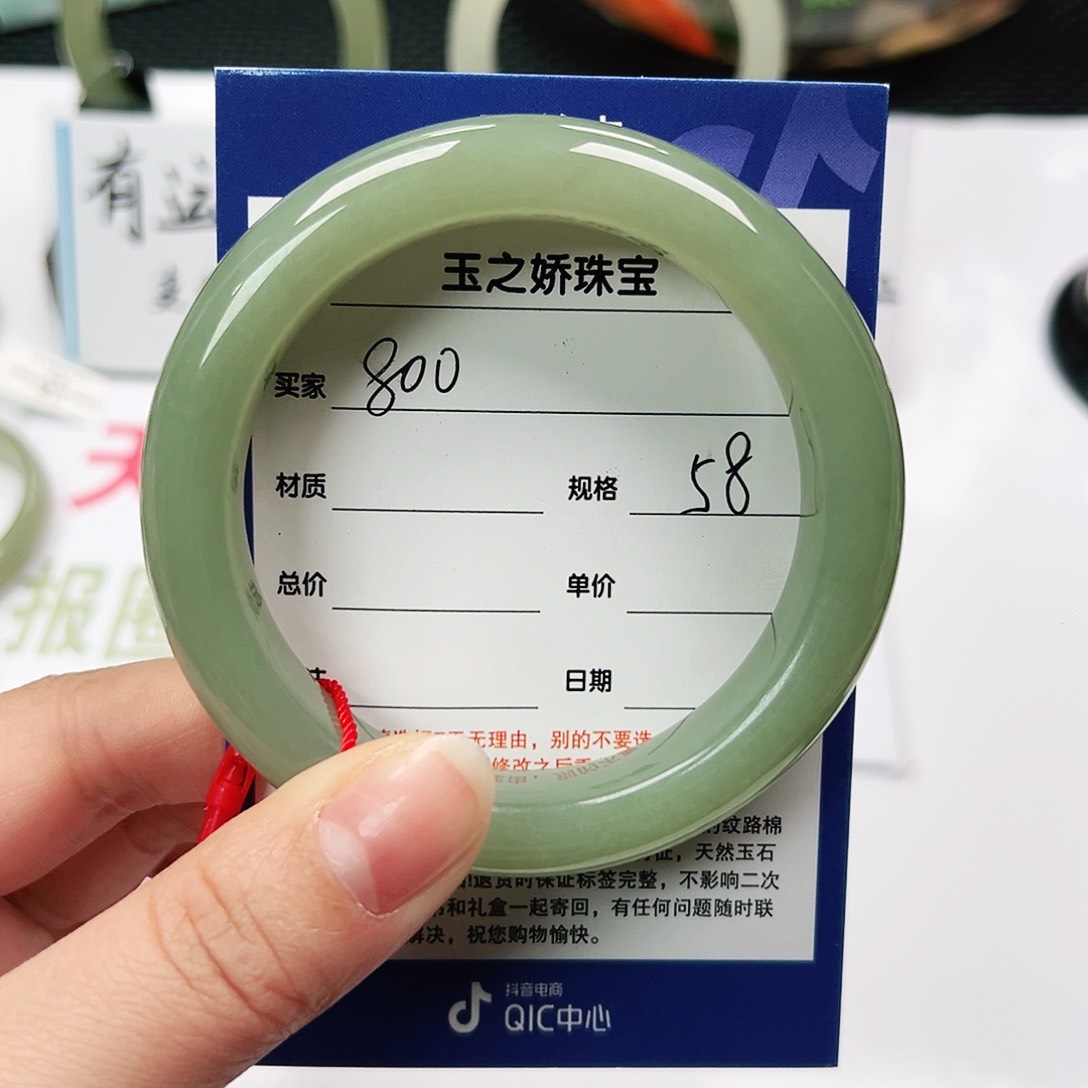 有运
玉之娇珠宝
买家 800
材质 规格 58
总价 单价
日期
天
无理由，别的不要选
修改之后
报圈
纹路棉
天然玉石
退货时保证标签完整，不影响二次
和礼盒一起寄回，有任何问题随时联
解决，祝您购物愉快。
抖音电商
QIC中心